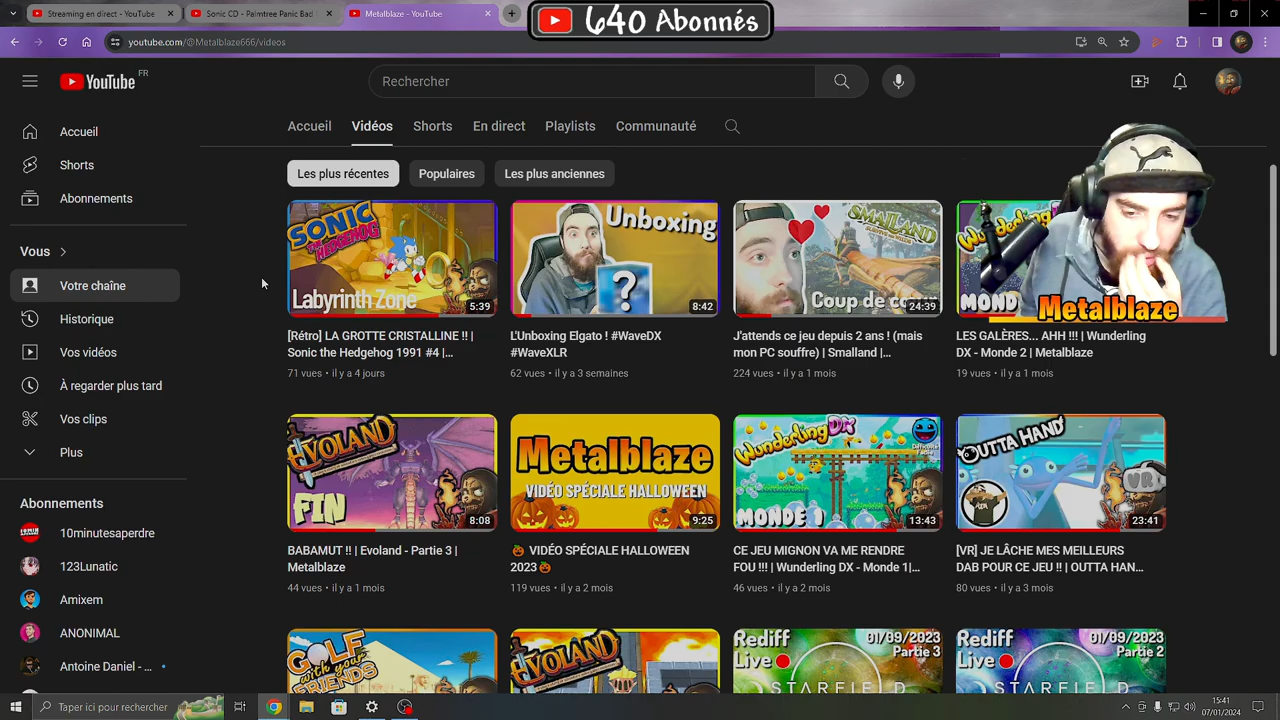 Streaming en direct - YouTube
Sonic CD - Palmtree Panic Bad
Metalblaze - YouTube
640 Abonnés
youtube.com/@Metalblaze666/videos
YouTube FR
Rechercher
Accueil
Shorts
Abonnements
Vous
Votre chaîne
Historique
Vos vidéos
À regarder plus tard
Vos clips
Plus
Abonnements
10minutesaperdre
123Lunatic
Amixem
ANONIMAL
Antoine Daniel - ...
Accueil Vidéos Shorts En direct Playlists Communauté
Les plus récentes Populaires Les plus anciennes
SONIC
THE HEDGEHOG
Labyrinth Zone
5:39
[Rétro] LA GROTTE CRISTALLINE !! |
Sonic the Hedgehog 1991 #4 |...
71 vues • il y a 4 jours
Unboxing
?
8:42
L'Unboxing Elgato ! #WaveDX
#WaveXLR
62 vues • il y a 3 semaines
SMALLAND
Coup de co
24:39
J'attends ce jeu depuis 2 ans ! (mais
mon PC souffre) | Smalland |...
224 vues • il y a 1 mois
MOND
Metalblaze
LES GALÈRES... AHH !!! | Wunderling
DX - Monde 2 | Metalblaze
19 vues • il y a 1 mois
EVOLAND
FIN
8:08
BABAMUT !! | Evoland - Partie 3 |
Metalblaze
44 vues • il y a 1 mois
Metalblaze
VIDÉO SPÉCIALE HALLOWEEN
9:25
🎃 VIDÉO SPÉCIALE HALLOWEEN
2023🎃
119 vues • il y a 2 mois
Wunderling DX
MONDE 1
13:43
CE JEU MIGNON VA ME RENDRE
FOU !!! | Wunderling DX - Monde 1|...
46 vues • il y a 2 mois
OUTTA HAND
VR
23:41
[VR] JE LÂCHE MES MEILLEURS
DAB POUR CE JEU !! | OUTTA HAN...
80 vues • il y a 3 mois
GOLF
with your
FRIENDS
EVOLAND
Rediff
Live
01/09/2023
Partie 3
STARFIELD
Rediff
Live
01/09/2023
Partie 2
STARFIELD
Taper ici pour rechercher
15:41
07/01/2024